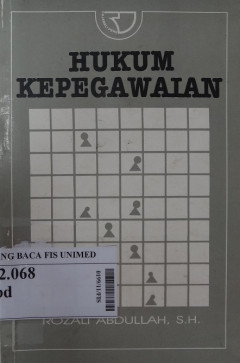 HUKUM
KEPEGAWAIAN
NG BACA FIS UNIMED
2.068
od
ROZALI ABDULLAH, S.H.